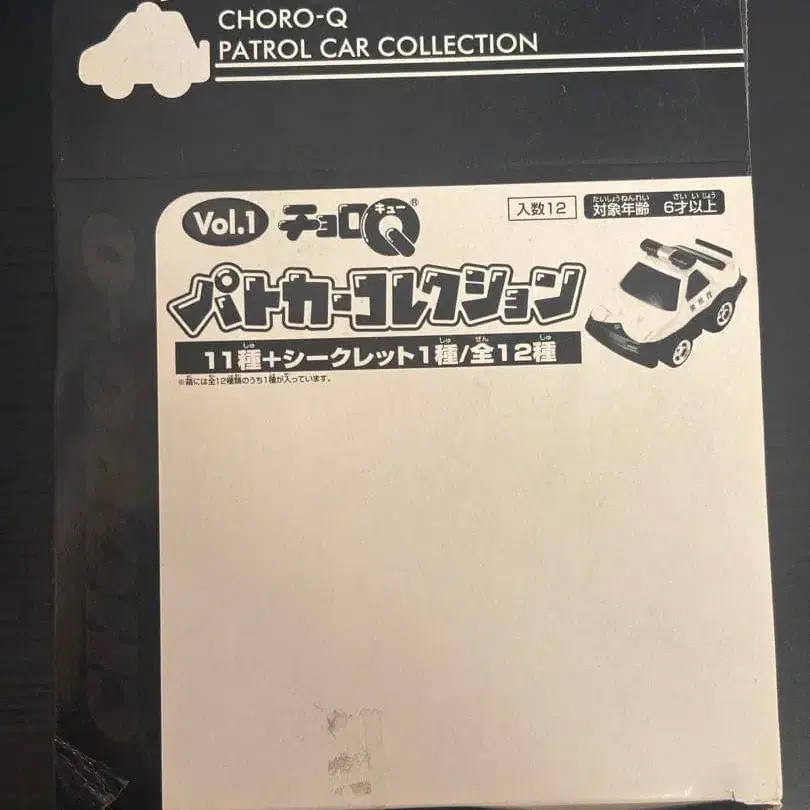 CHORO-Q
PATROL CAR COLLECTION
Vol.1 チョロQ キュー ®
入数12
たいしょうねんれい さい いじょう
対象年齢 6才以上
パトカーコレクション
しゅ しゅ ぜん しゅ
11種+シークレット1種/全12種
※箱には全12種類のうち1種が入っています。
CHORO-Q